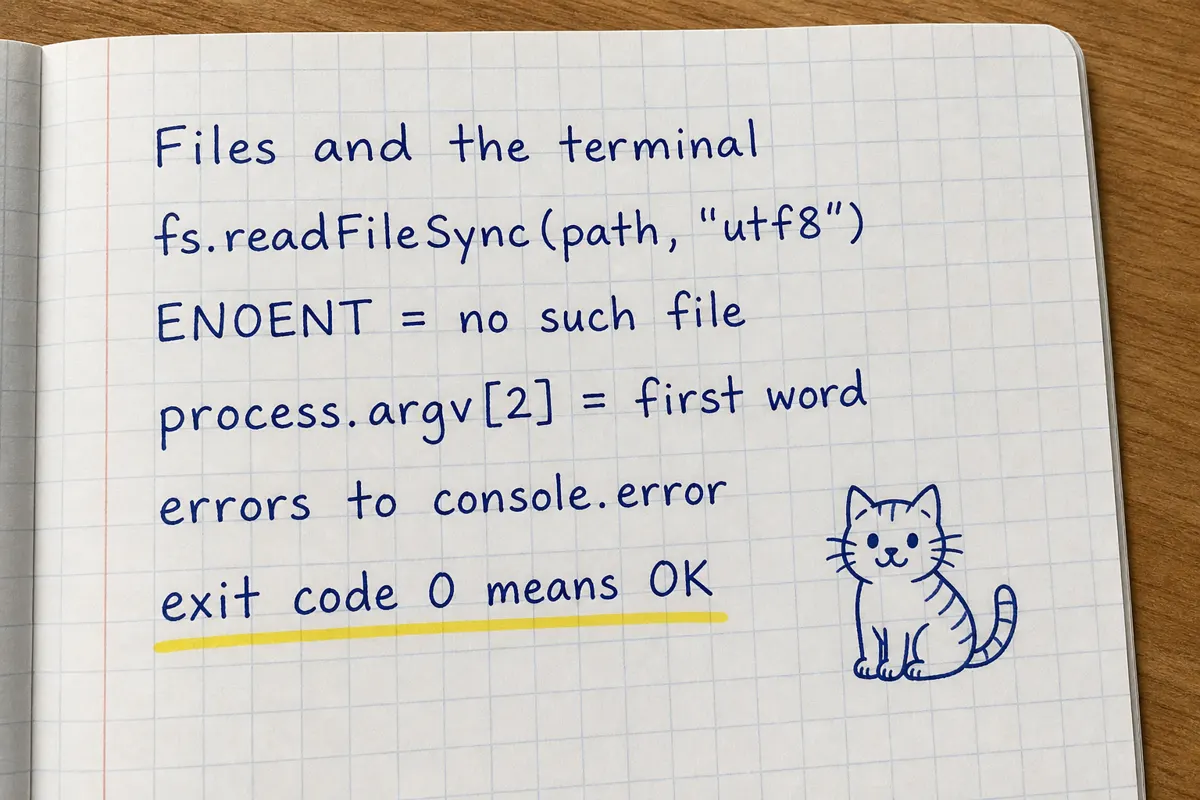 Files and the terminal
fs.readFileSync(path, "utf8")
ENOENT = no such file
process.argv[2] = first word
errors to console.error
exit code 0 means OK